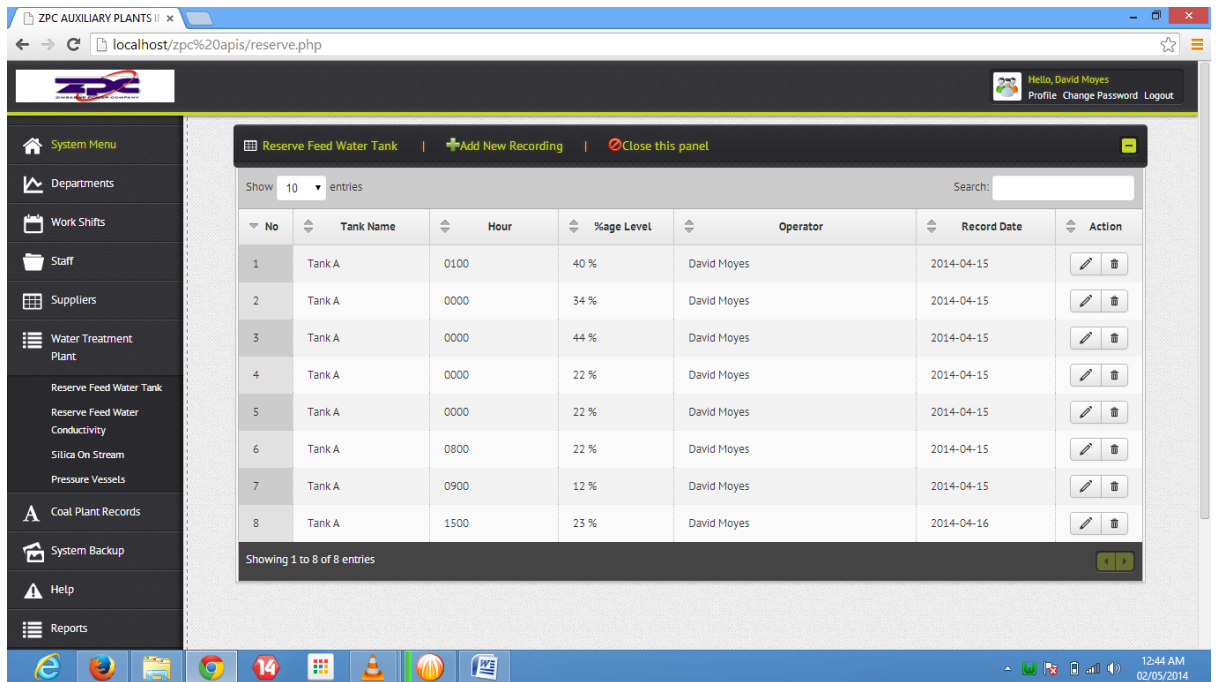 ZPC AUXILIARY PLANTS I
localhost/zpc%20apis/reserve.php
ZPC
ZIMBABWE POWER COMPANY
Hello, David Moyes
Profile Change Password Logout
System Menu
Departments
Work Shifts
Staff
Suppliers
Water Treatment
Plant
Reserve Feed Water Tank
Reserve Feed Water
Conductivity
Silica On Stream
Pressure Vessels
Coal Plant Records
System Backup
Help
Reports
Reserve Feed Water Tank | Add New Recording | Close this panel
Show 10 entries Search:
No Tank Name Hour %age Level Operator Record Date Action
1 Tank A 0100 40 % David Moyes 2014-04-15
2 Tank A 0000 34 % David Moyes 2014-04-15
3 Tank A 0000 44 % David Moyes 2014-04-15
4 Tank A 0000 22 % David Moyes 2014-04-15
5 Tank A 0000 22 % David Moyes 2014-04-15
6 Tank A 0800 22 % David Moyes 2014-04-15
7 Tank A 0900 12 % David Moyes 2014-04-15
8 Tank A 1500 23 % David Moyes 2014-04-16
Showing 1 to 8 of 8 entries
14
12:44 AM
02/05/2014